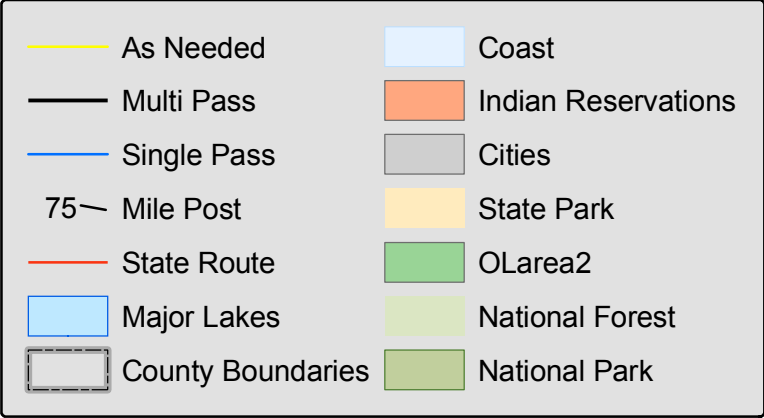 As Needed
Multi Pass
Single Pass
75 Mile Post
State Route
Major Lakes
County Boundaries
Coast
Indian Reservations
Cities
State Park
OLarea2
National Forest
National Park